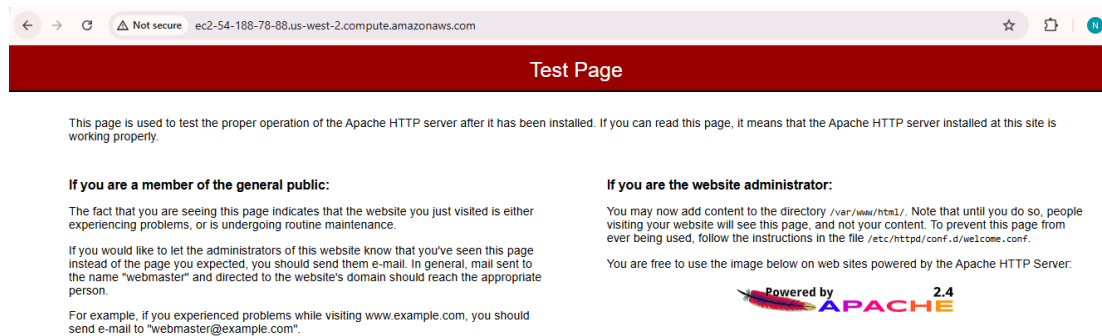 Not secure ec2-54-188-78-88.us-west-2.compute.amazonaws.com
N
Test Page
This page is used to test the proper operation of the Apache HTTP server after it has been installed. If you can read this page, it means that the Apache HTTP server installed at this site is
working properly.
If you are a member of the general public:
The fact that you are seeing this page indicates that the website you just visited is either
experiencing problems, or is undergoing routine maintenance.
If you would like to let the administrators of this website know that you've seen this page
instead of the page you expected, you should send them e-mail. In general, mail sent to
the name "webmaster" and directed to the website's domain should reach the appropriate
person.
For example, if you experienced problems while visiting www.example.com, you should
send e-mail to "webmaster@example.com".
If you are the website administrator:
You may now add content to the directory /var/www/html/. Note that until you do so, people
visiting your website will see this page, and not your content. To prevent this page from
ever being used, follow the instructions in the file /etc/httpd/conf.d/welcome.conf.
You are free to use the image below on web sites powered by the Apache HTTP Server:
Powered by 2.4
APACHE